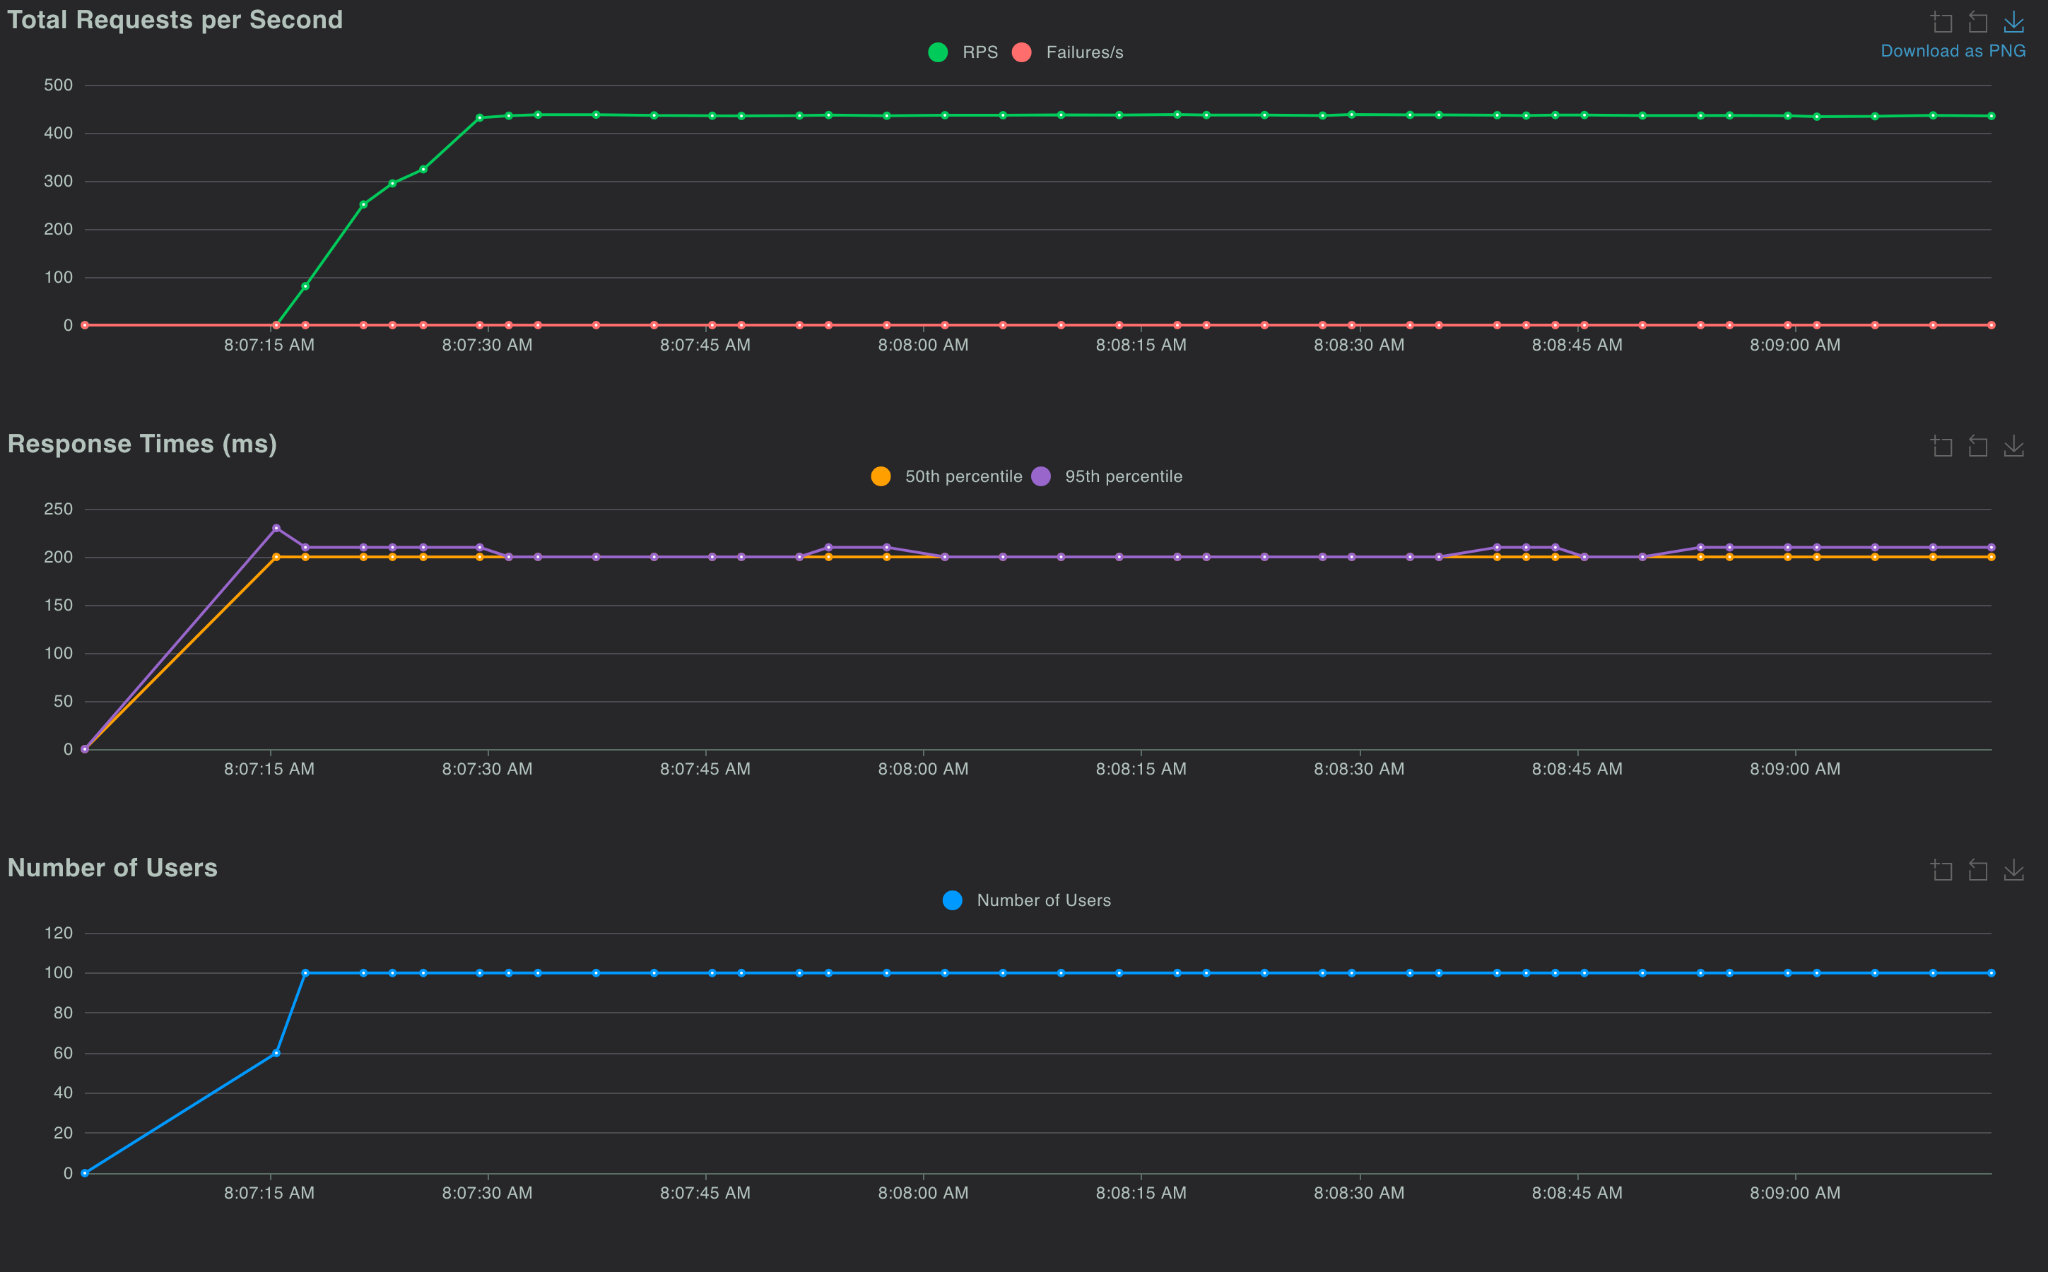 Total Requests per Second
RPS Failures/s
Download as PNG
500
400
300
200
100
0
8:07:15 AM 8:07:30 AM 8:07:45 AM 8:08:00 AM 8:08:15 AM 8:08:30 AM 8:08:45 AM 8:09:00 AM
Response Times (ms)
50th percentile 95th percentile
250
200
150
100
50
0
8:07:15 AM 8:07:30 AM 8:07:45 AM 8:08:00 AM 8:08:15 AM 8:08:30 AM 8:08:45 AM 8:09:00 AM
Number of Users
Number of Users
120
100
80
60
40
20
0
8:07:15 AM 8:07:30 AM 8:07:45 AM 8:08:00 AM 8:08:15 AM 8:08:30 AM 8:08:45 AM 8:09:00 AM